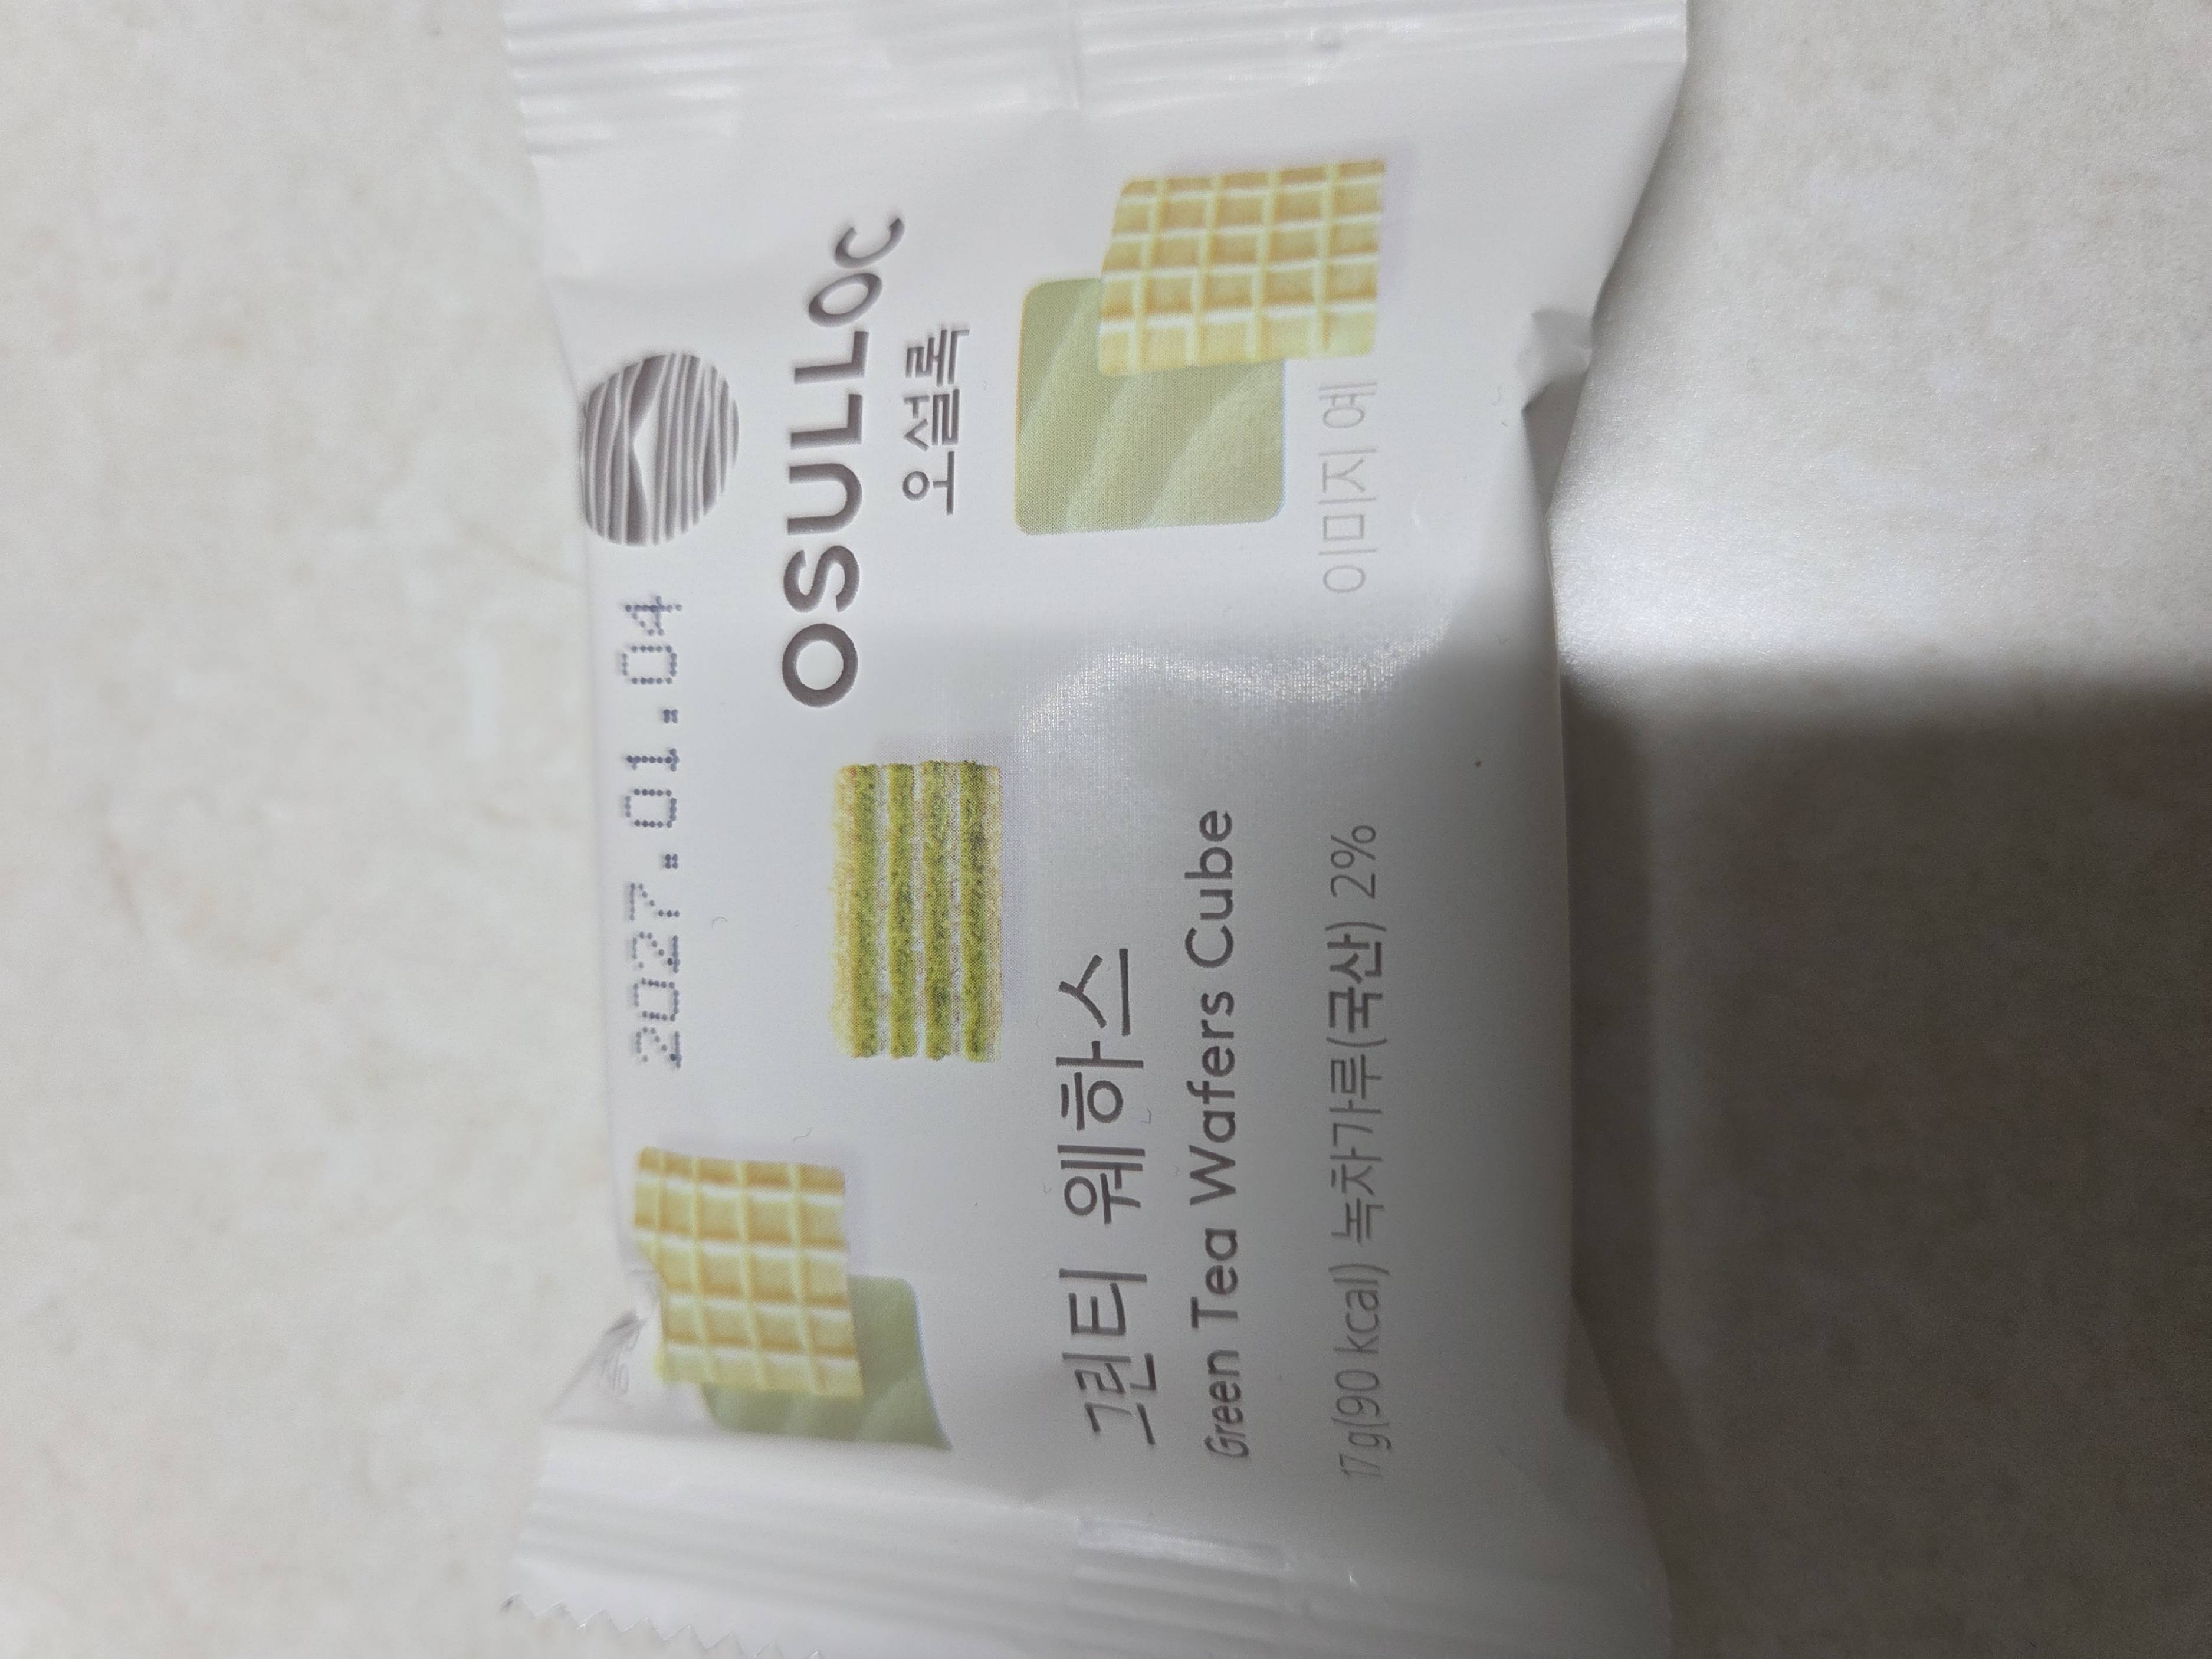 2027.01.04
OSULLOC
오설록
그린티 웨하스
Green Tea Wafers Cube
이미지 예
17g(90 kcal) 녹차가루(국산) 2%